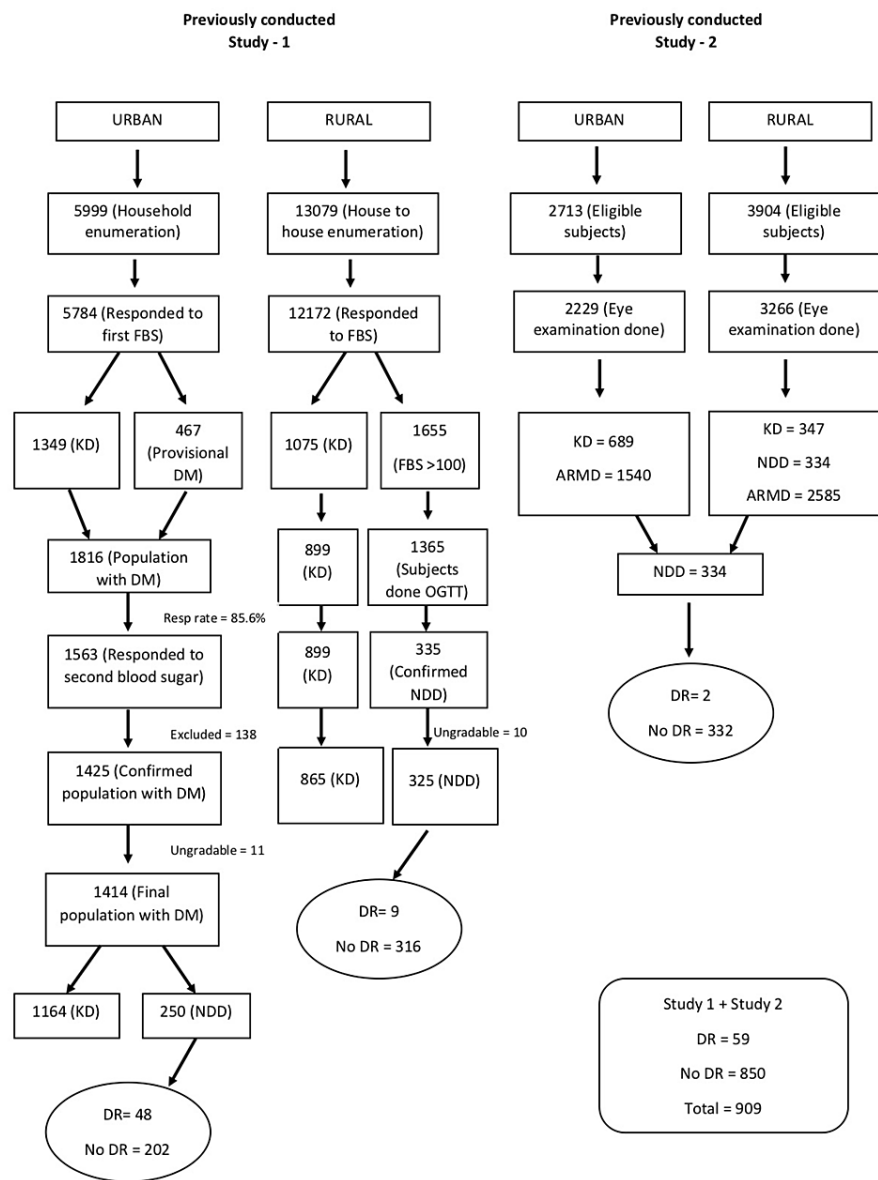 Previously conducted
Study - 1
Previously conducted
Study - 2
URBAN
RURAL
URBAN
RURAL
5999 (Household
enumeration)
13079 (House to
house enumeration)
2713 (Eligible
subjects)
3904 (Eligible
subjects)
5784 (Responded to
first FBS)
12172 (Responded
to FBS)
2229 (Eye
examination done)
3266 (Eye
examination done)
1349 (KD)
467
(Provisional
DM)
1075 (KD)
1655
(FBS >100)
KD = 689
ARMD = 1540
KD = 347
NDD = 334
ARMD = 2585
1816 (Population
with DM)
899
(KD)
1365
(Subjects
done OGTT)
NDD = 334
Resp rate = 85.6%
1563 (Responded to
second blood sugar)
899
(KD)
335
(Confirmed
NDD)
DR= 2
No DR = 332
Excluded = 138
Ungradable = 10
1425 (Confirmed
population with DM)
865 (KD)
325 (NDD)
Ungradable = 11
1414 (Final
population with DM)
DR= 9
No DR = 316
1164 (KD)
250 (NDD)
Study 1 + Study 2
DR = 59
No DR = 850
Total = 909
DR= 48
No DR = 202